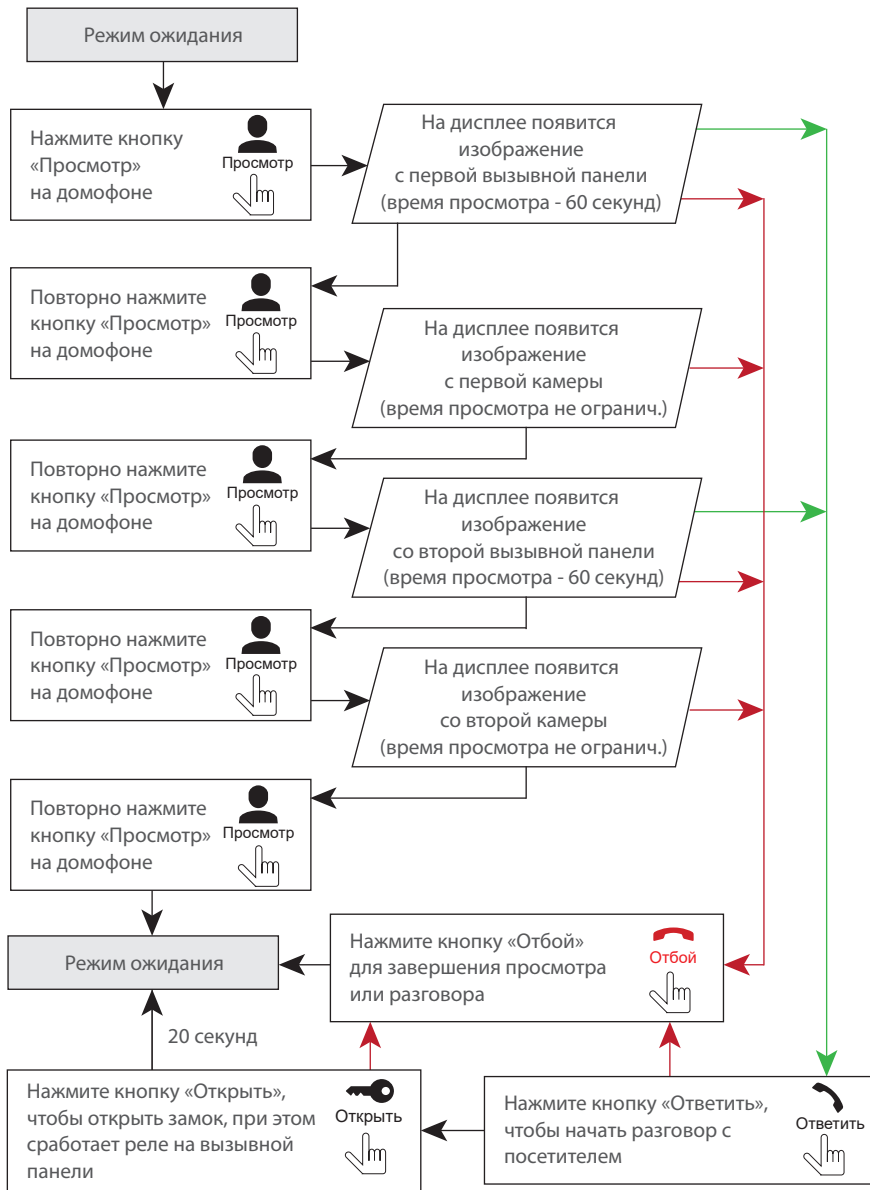 Режим ожидания
Нажмите кнопку
«Просмотр»
на домофоне
Просмотр
На дисплее появится
изображение
с первой вызывной панели
(время просмотра - 60 секунд)
Повторно нажмите
кнопку «Просмотр»
на домофоне
Просмотр
На дисплее появится
изображение
с первой камеры
(время просмотра не огранич.)
Повторно нажмите
кнопку «Просмотр»
на домофоне
Просмотр
На дисплее появится
изображение
со второй вызывной панели
(время просмотра - 60 секунд)
Повторно нажмите
кнопку «Просмотр»
на домофоне
Просмотр
На дисплее появится
изображение
со второй камеры
(время просмотра не огранич.)
Повторно нажмите
кнопку «Просмотр»
на домофоне
Просмотр
Режим ожидания
Нажмите кнопку «Отбой»
для завершения просмотра
или разговора
Отбой
20 секунд
Нажмите кнопку «Открыть»,
чтобы открыть замок, при этом
сработает реле на вызывной
панели
Открыть
Нажмите кнопку «Ответить»,
чтобы начать разговор с
посетителем
Ответить